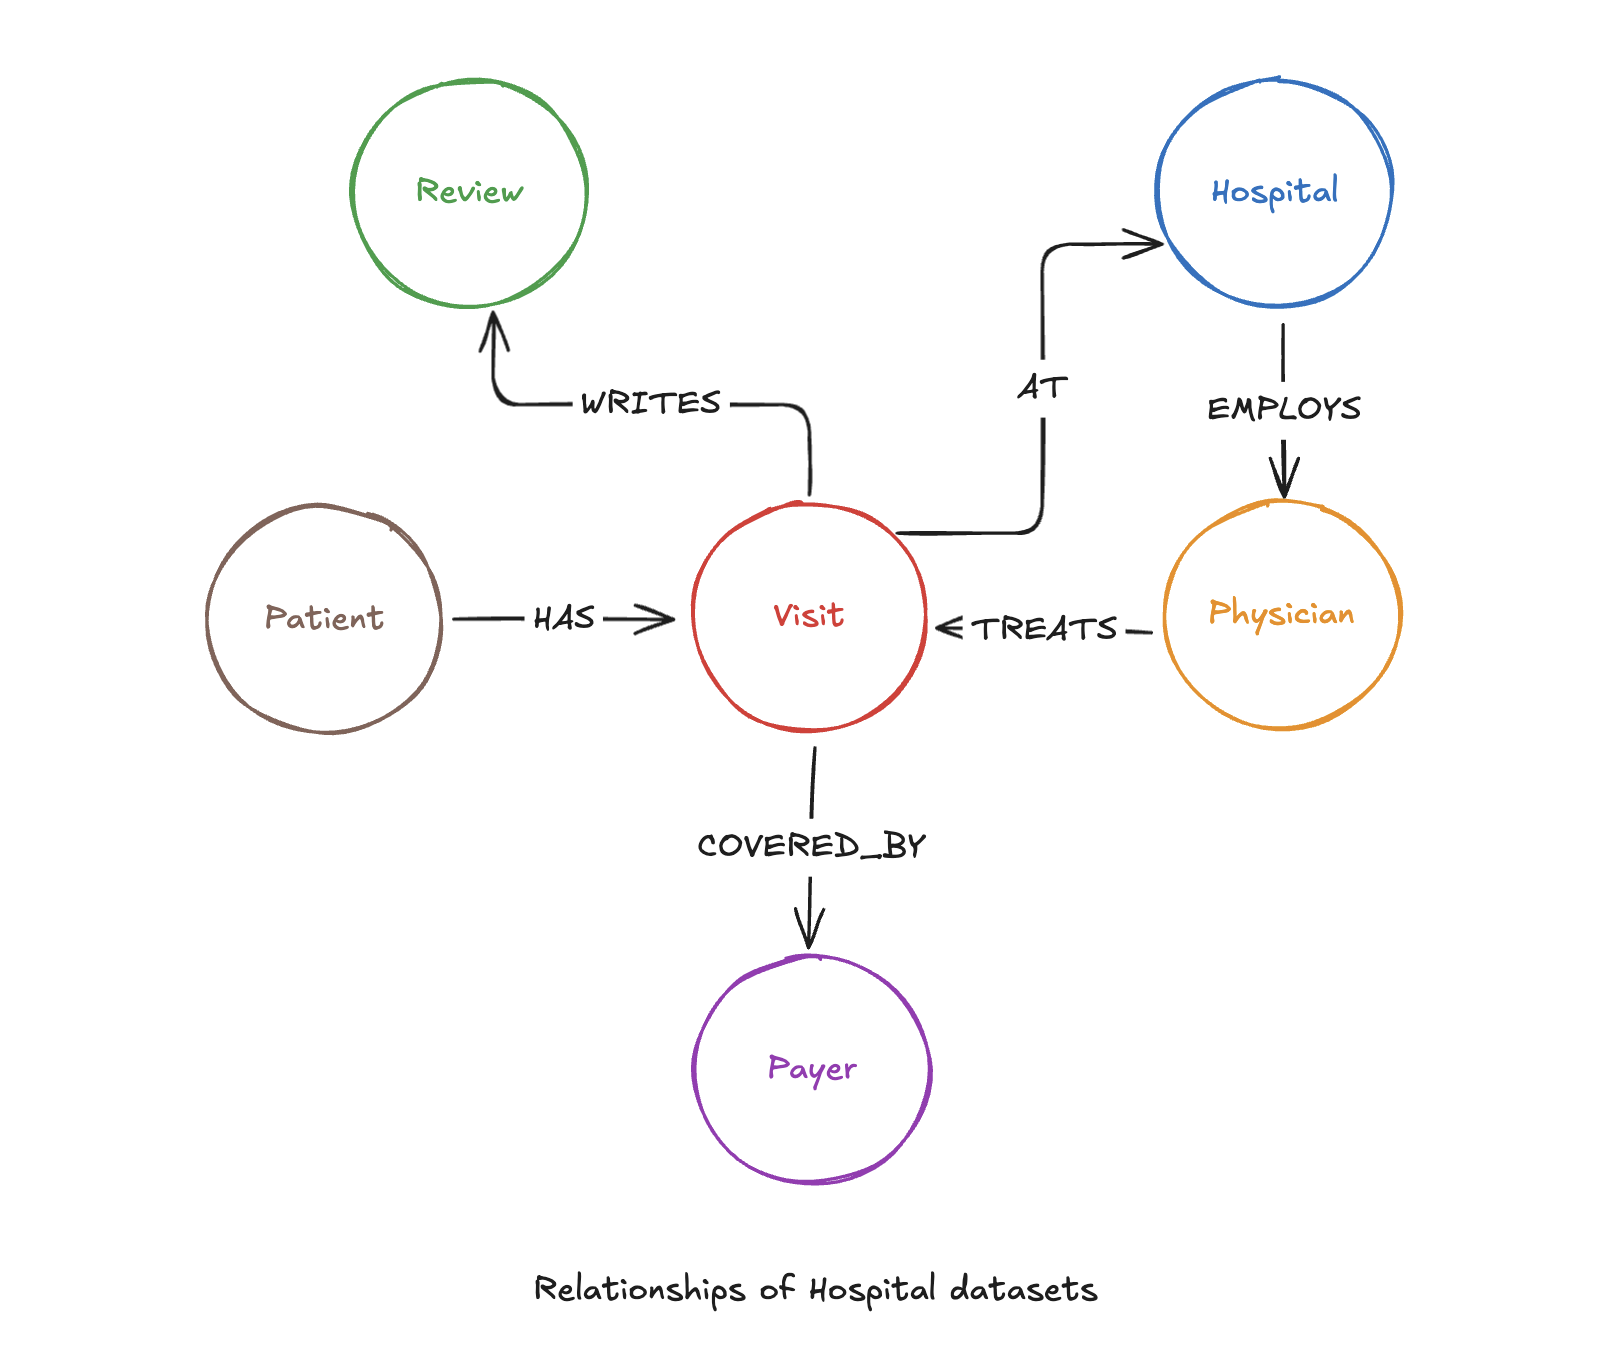 Review
Hospital
AT
WRITES
EMPLOYS
Patient
HAS
Visit
TREATS
Physician
COVERED_BY
Payer
Relationships of Hospital datasets